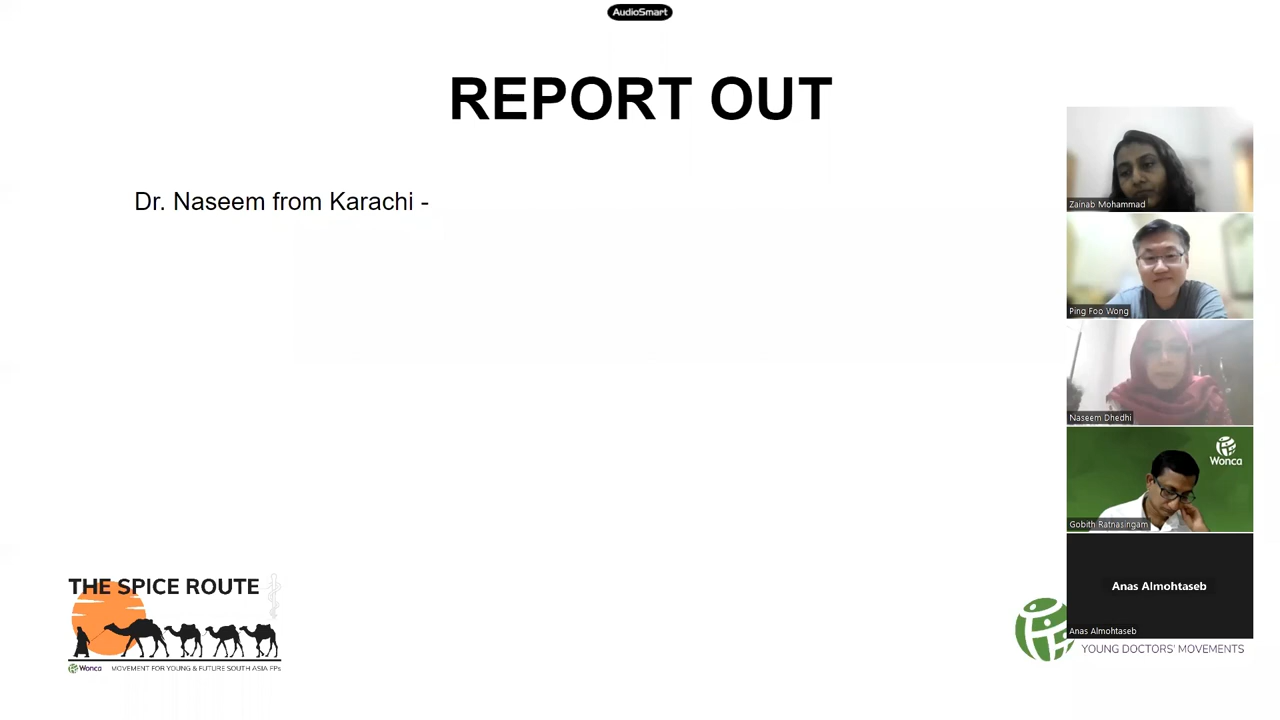 AudioSmart
REPORT OUT
Dr. Naseem from Karachi -
Zainab Mohammad
Ping Foo Wong
Naseem Dhedhi
Wonca
Gobith Ratnasingam
Anas Almohtaseb
Anas Almohtaseb
THE SPICE ROUTE
Wonca MOVEMENT FOR YOUNG & FUTURE SOUTH ASIA FPs
YOUNG DOCTORS' MOVEMENTS